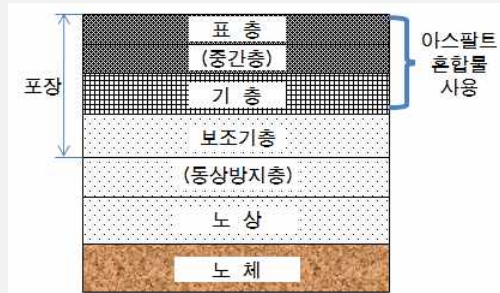 표 층
(중간층)
기 층
보조기층
(동상방지층)
노 상
노 체
포장
아스팔트
혼합물
사용